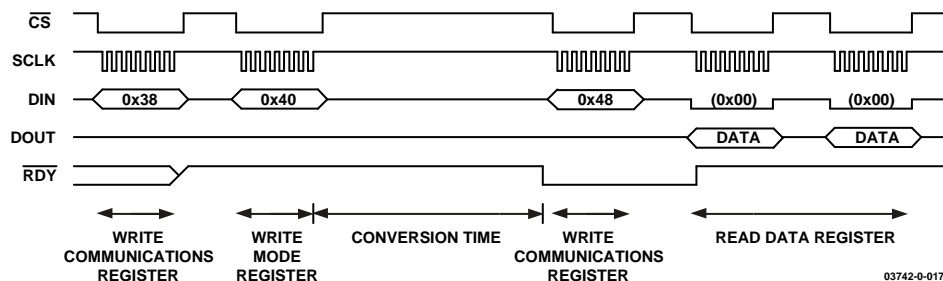 CS
SCLK
DIN
0x38
0x40
0x48
(0x00)
(0x00)
DOUT
DATA
DATA
RDY
WRITE
COMMUNICATIONS
REGISTER
WRITE
MODE
REGISTER
CONVERSION TIME
WRITE
COMMUNICATIONS
REGISTER
READ DATA REGISTER
03742-0-017